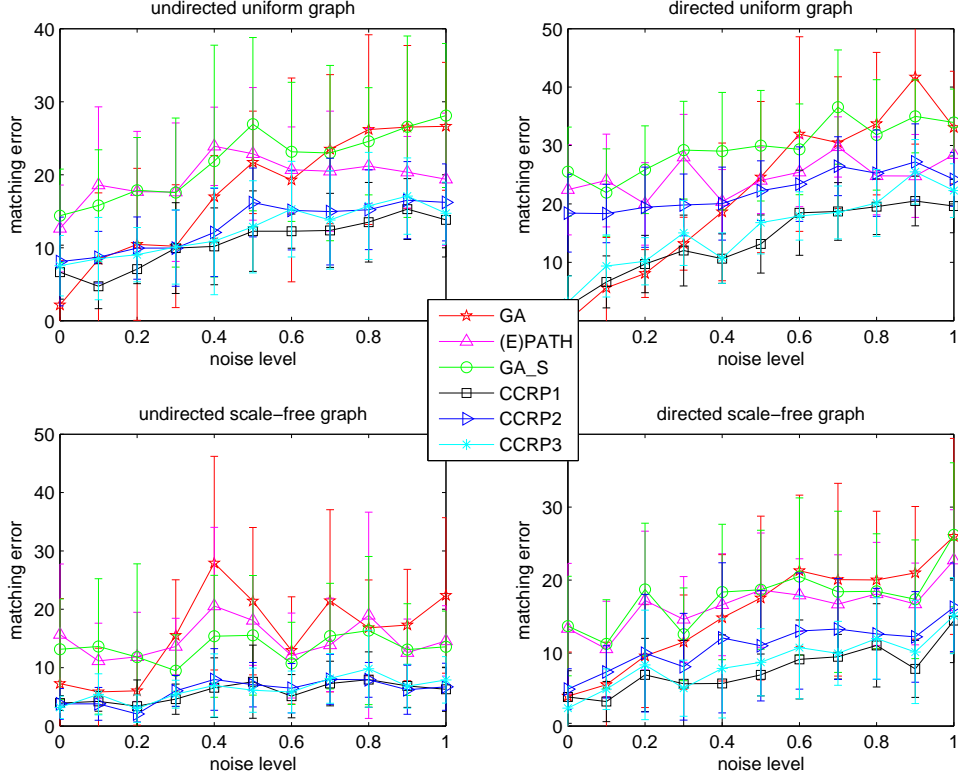 undirected uniform graph
40
30
20
10
0
matching error
0
0.2
0.4
0.6
0.8
1
noise level
directed uniform graph
50
40
30
20
10
matching error
0
0.2
0.4
0.6
0.8
1
noise level
GA
(E)PATH
GA_S
CCRP1
CCRP2
CCRP3
undirected scale-free graph
50
40
30
20
10
0
matching error
0
0.2
0.4
0.6
0.8
1
noise level
directed scale-free graph
50
40
30
20
10
0
matching error
0
0.2
0.4
0.6
0.8
1
noise level